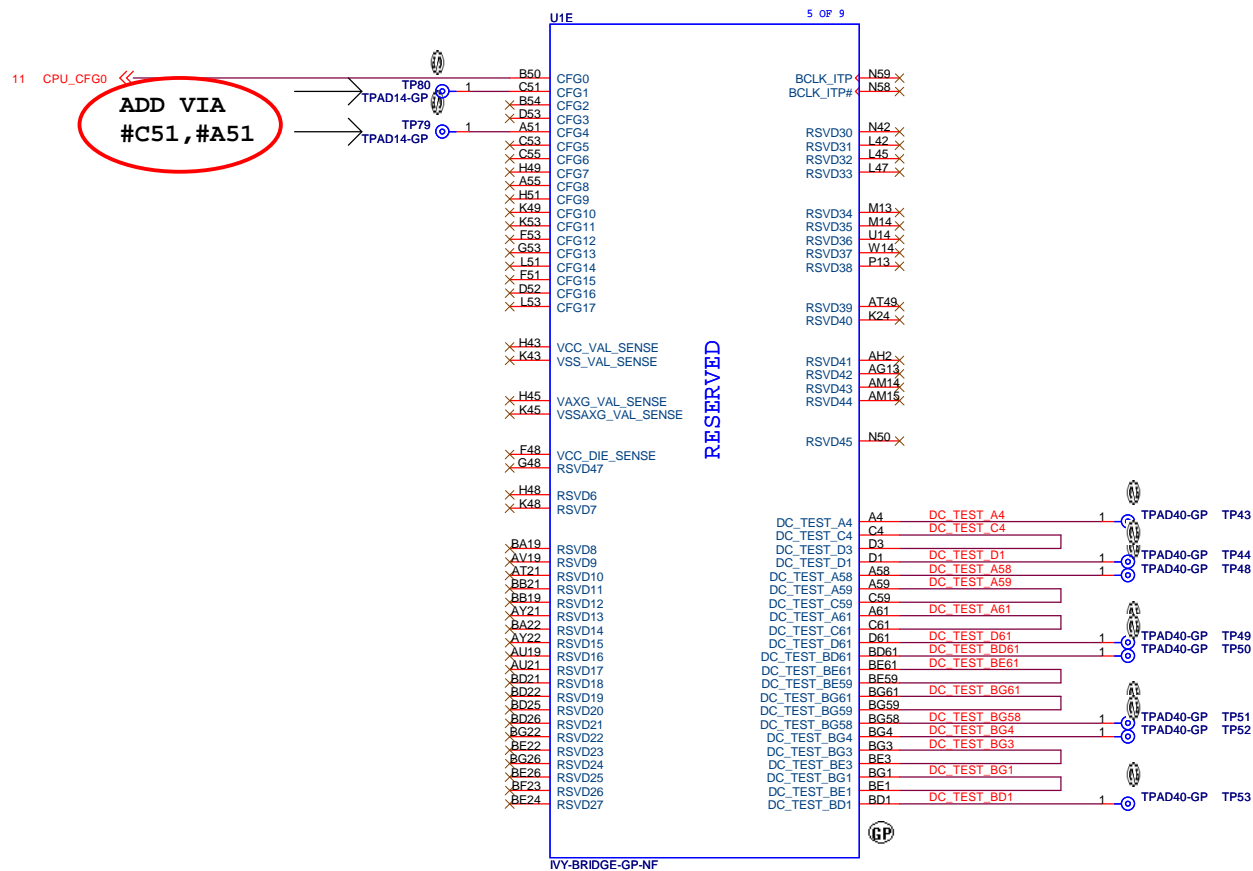 U1E
5 OF 9
11 CPU_CFG0
ADD VIA
#C51,#A51
TP80
TPAD14-GP
1
TP79
TPAD14-GP
1
B50 CFG0
C51 CFG1
B54 CFG2
D53 CFG3
A51 CFG4
C53 CFG5
C55 CFG6
H49 CFG7
A55 CFG8
H51 CFG9
K49 CFG10
K53 CFG11
F53 CFG12
G53 CFG13
L51 CFG14
F51 CFG15
D52 CFG16
L53 CFG17
H43 VCC_VAL_SENSE
K43 VSS_VAL_SENSE
H45 VAXG_VAL_SENSE
K45 VSSAXG_VAL_SENSE
F48 VCC_DIE_SENSE
G48 RSVD47
H48 RSVD6
K48 RSVD7
BA19 RSVD8
AV19 RSVD9
AT21 RSVD10
BB21 RSVD11
BB19 RSVD12
AY21 RSVD13
BA22 RSVD14
AY22 RSVD15
AU19 RSVD16
AU21 RSVD17
BD21 RSVD18
BD22 RSVD19
BD25 RSVD20
BD26 RSVD21
BG22 RSVD22
BE22 RSVD23
BG26 RSVD24
BE26 RSVD25
BF23 RSVD26
BE24 RSVD27
RESERVED
BCLK_ITP N59
BCLK_ITP# N58
RSVD30 N42
RSVD31 L42
RSVD32 L45
RSVD33 L47
RSVD34 M13
RSVD35 M14
RSVD36 U14
RSVD37 W14
RSVD38 P13
RSVD39 AT49
RSVD40 K24
RSVD41 AH2
RSVD42 AG13
RSVD43 AM14
RSVD44 AM15
RSVD45 N50
DC_TEST_A4 A4 DC_TEST_A4 1 TPAD40-GP TP43
DC_TEST_C4 C4 DC_TEST_C4
DC_TEST_D3 D3
DC_TEST_D1 D1 DC_TEST_D1 1 TPAD40-GP TP44
DC_TEST_A58 A58 DC_TEST_A58 1 TPAD40-GP TP48
DC_TEST_A59 A59 DC_TEST_A59
DC_TEST_C59 C59
DC_TEST_A61 A61 DC_TEST_A61
DC_TEST_C61 C61
DC_TEST_D61 D61 DC_TEST_D61 1 TPAD40-GP TP49
DC_TEST_BD61 BD61 DC_TEST_BD61 1 TPAD40-GP TP50
DC_TEST_BE61 BE61 DC_TEST_BE61
DC_TEST_BE59 BE59
DC_TEST_BG61 BG61 DC_TEST_BG61
DC_TEST_BG59 BG59
DC_TEST_BG58 BG58 DC_TEST_BG58 1 TPAD40-GP TP51
DC_TEST_BG4 BG4 DC_TEST_BG4 1 TPAD40-GP TP52
DC_TEST_BG3 BG3 DC_TEST_BG3
DC_TEST_BE3 BE3
DC_TEST_BG1 BG1 DC_TEST_BG1
DC_TEST_BE1 BE1
DC_TEST_BD1 BD1 DC_TEST_BD1 1 TPAD40-GP TP53
GP
IVY-BRIDGE-GP-NF